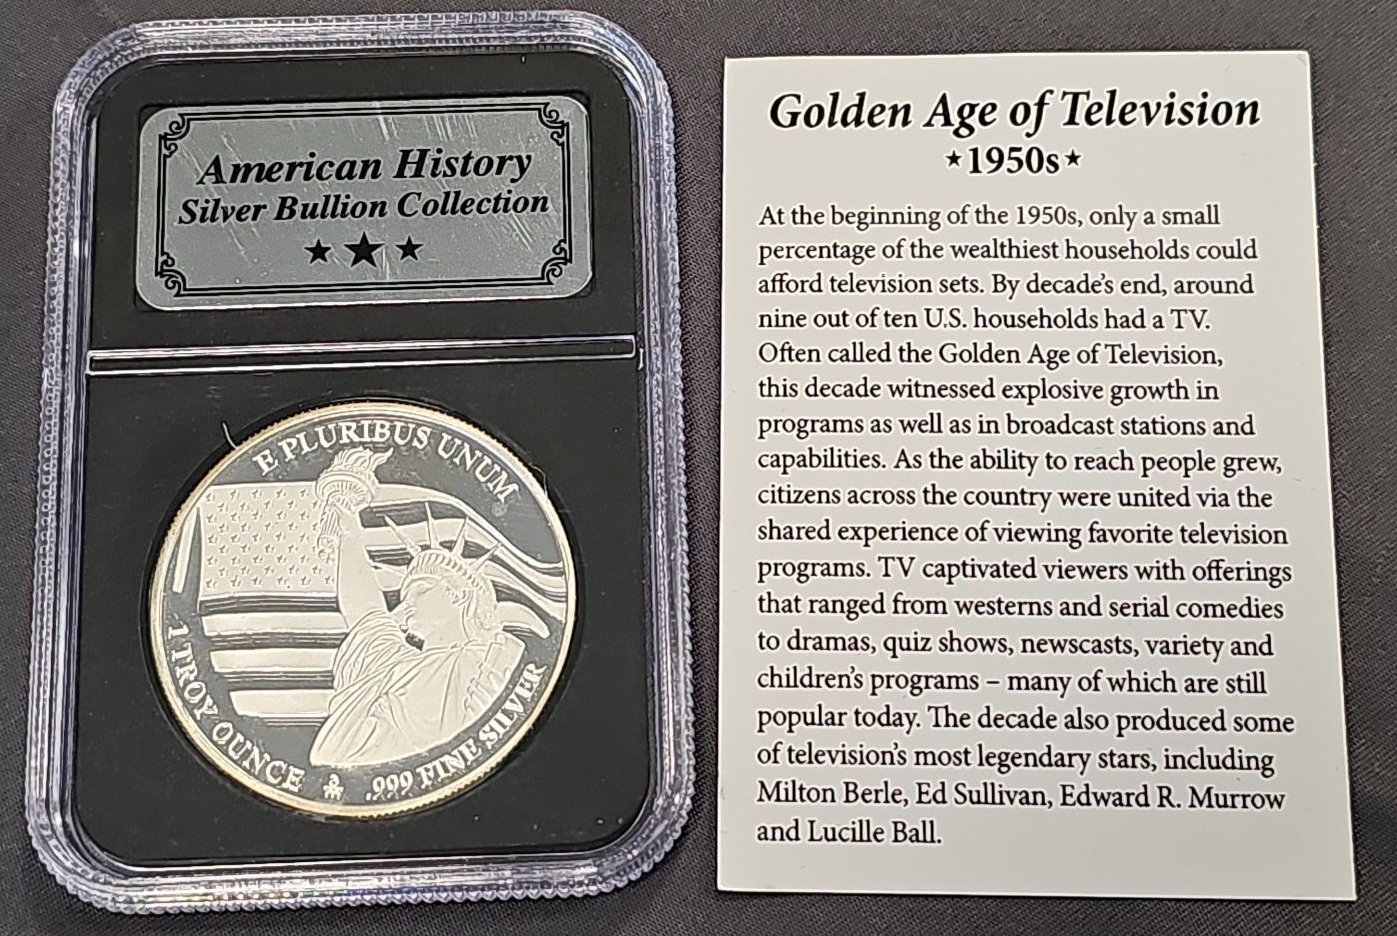 American History
Silver Bullion Collection
E PLURIBUS UNUM
1 TROY OUNCE
.999 FINE SILVER
Golden Age of Television
★1950s★
At the beginning of the 1950s, only a small
percentage of the wealthiest households could
afford television sets. By decade's end, around
nine out of ten U.S. households had a TV.
Often called the Golden Age of Television,
this decade witnessed explosive growth in
programs as well as in broadcast stations and
capabilities. As the ability to reach people grew,
citizens across the country were united via the
shared experience of viewing favorite television
programs. TV captivated viewers with offerings
that ranged from westerns and serial comedies
to dramas, quiz shows, newscasts, variety and
children's programs – many of which are still
popular today. The decade also produced some
of television's most legendary stars, including
Milton Berle, Ed Sullivan, Edward R. Murrow
and Lucille Ball.